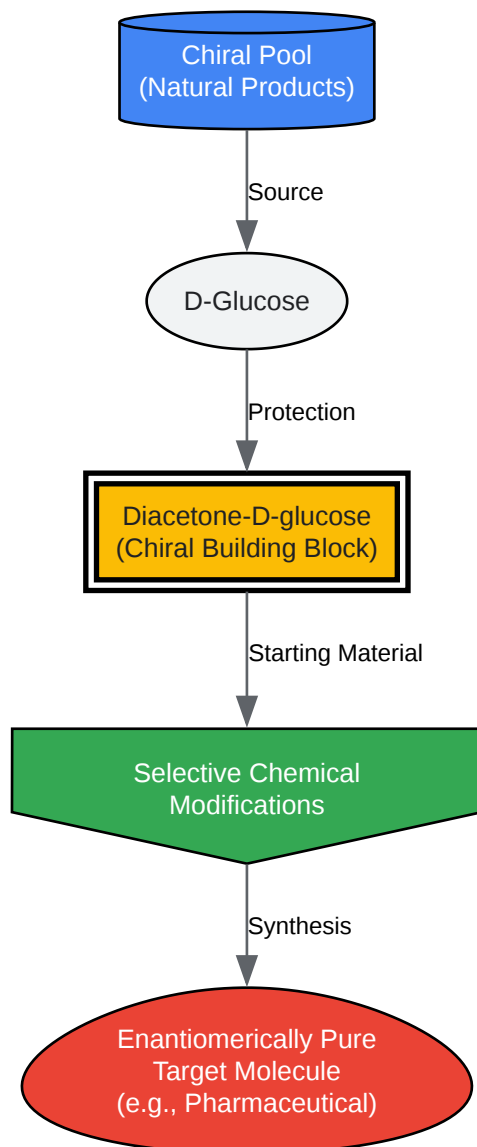 Chiral Pool
(Natural Products)
Source
D-Glucose
Protection
Diacetone-D-glucose
(Chiral Building Block)
Starting Material
Selective Chemical
Modifications
Synthesis
Enantiomerically Pure
Target Molecule
(e.g., Pharmaceutical)